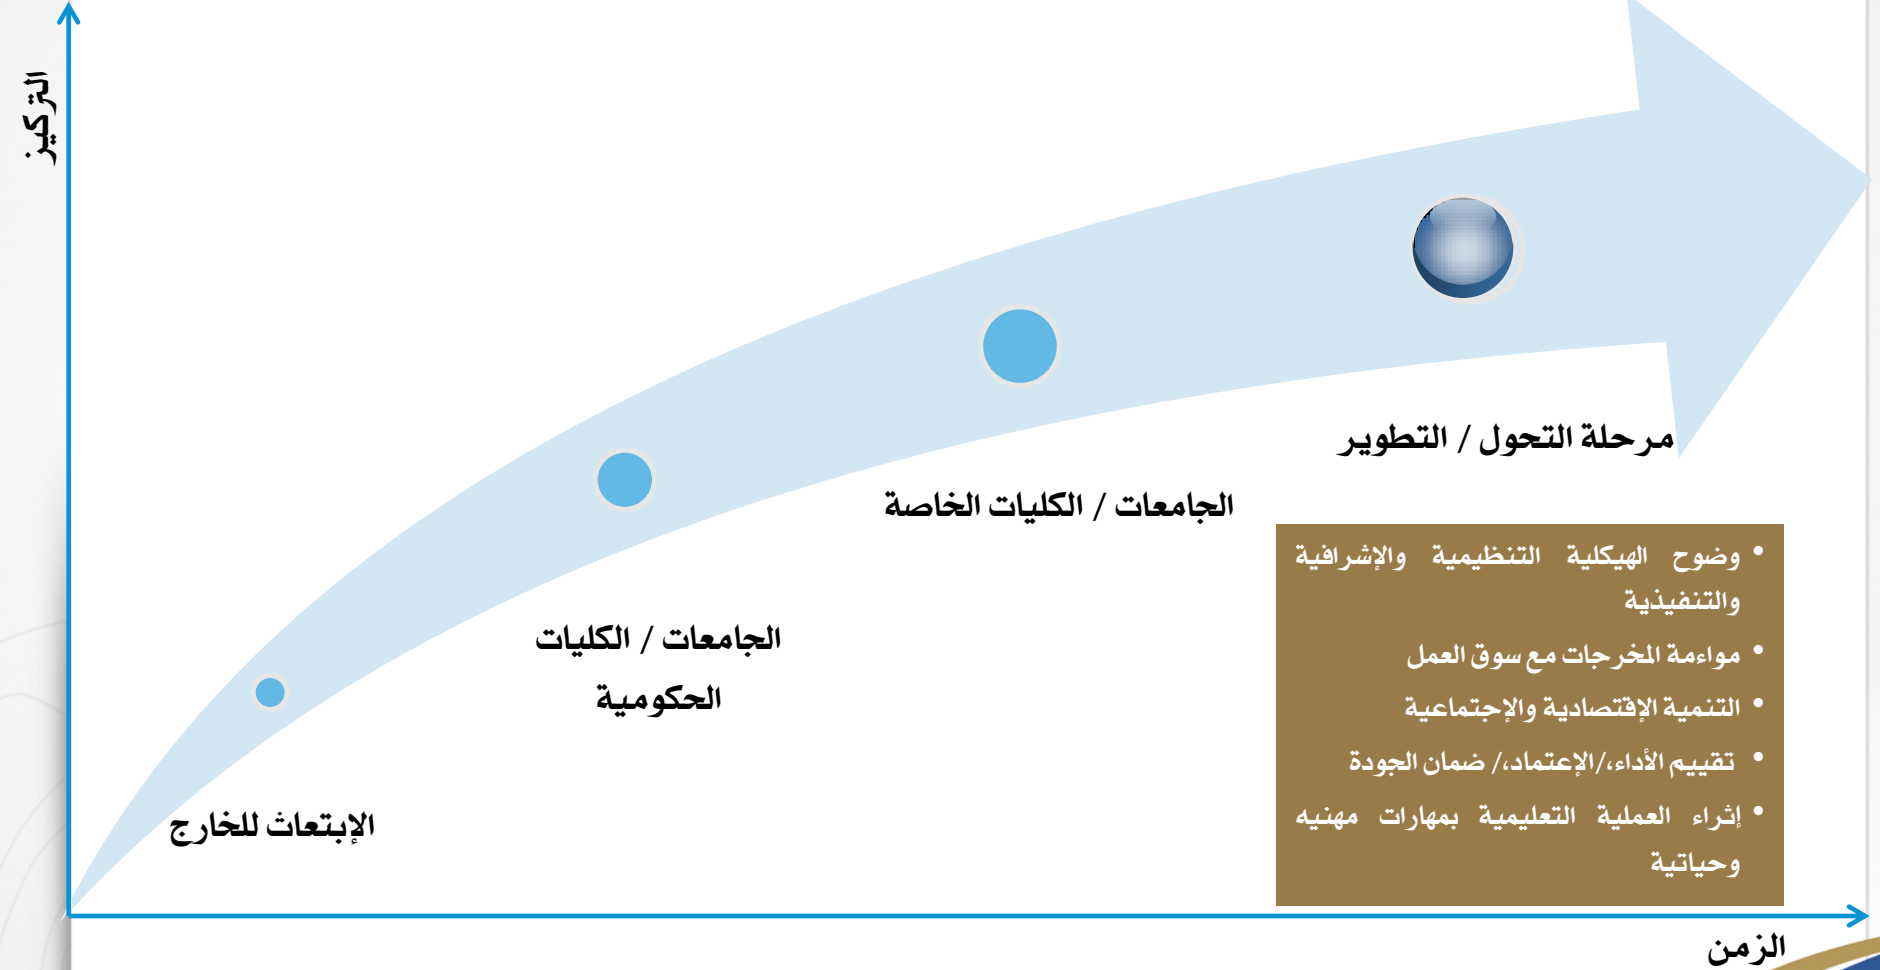 التركيز
مرحلة التحول / التطوير
الجامعات / الكليات الخاصة
الجامعات / الكليات
الحكومية
الإبتعاث للخارج
• وضوح الهيكلية التنظيمية والإشرافية
والتنفيذية
• مواءمة المخرجات مع سوق العمل
• التنمية الإقتصادية والإجتماعية
• تقييم الأداء،/الإعتماد،/ ضمان الجودة
• إثراء العملية التعليمية بمهارات مهنيه
وحياتية
الزمن